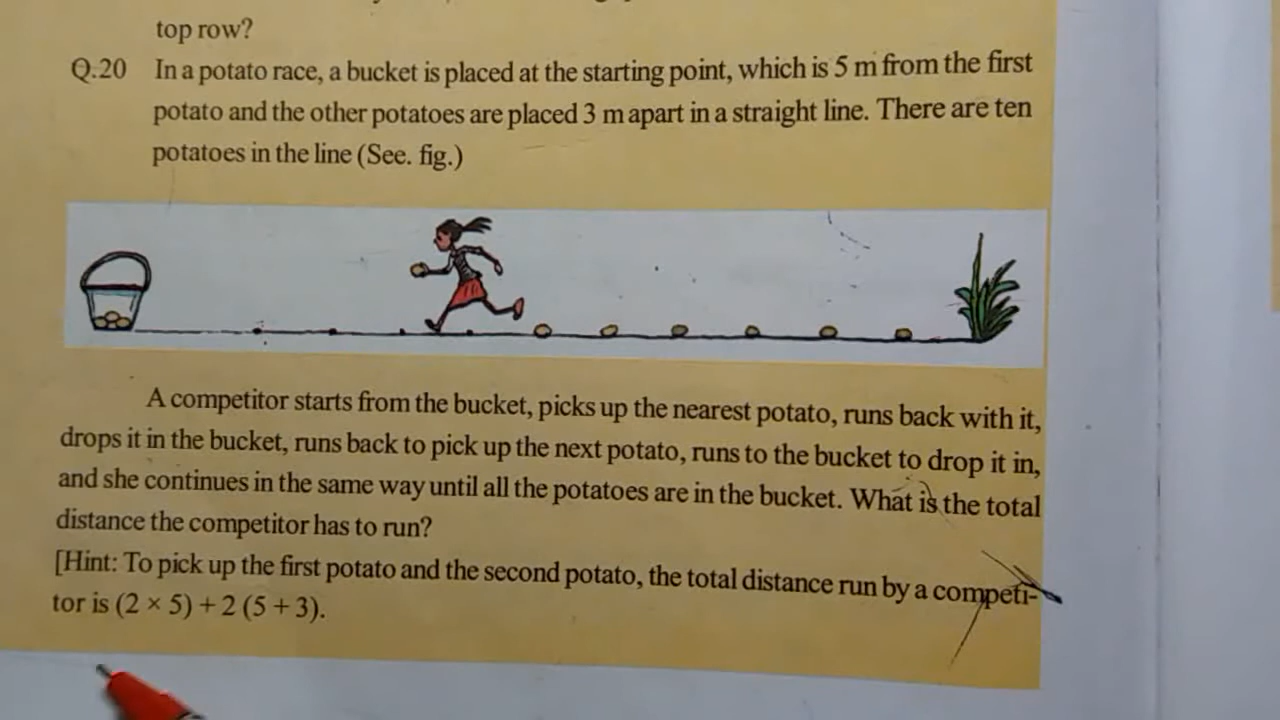 top row?
Q.20 In a potato race, a bucket is placed at the starting point, which is 5 m from the first
potato and the other potatoes are placed 3 m apart in a straight line. There are ten
potatoes in the line (See. fig.)
A competitor starts from the bucket, picks up the nearest potato, runs back with it,
drops it in the bucket, runs back to pick up the next potato, runs to the bucket to drop it in,
and she continues in the same way until all the potatoes are in the bucket. What is the total
distance the competitor has to run?
[Hint: To pick up the first potato and the second potato, the total distance run by a competi-
tor is (2 × 5) + 2 (5 + 3).